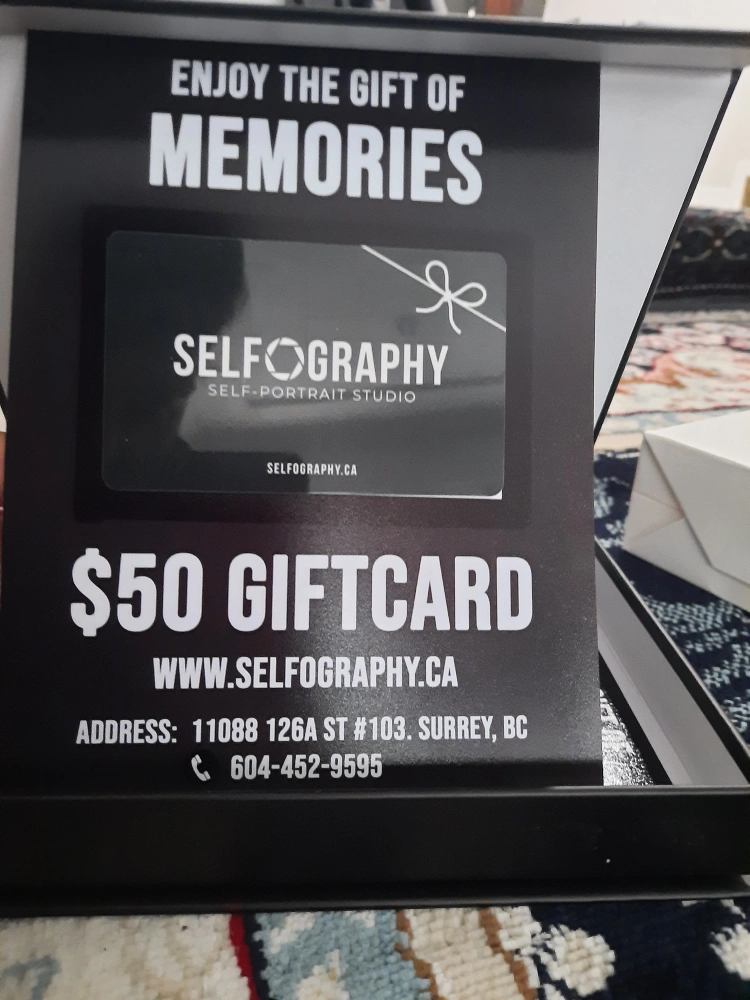 ENJOY THE GIFT OF
MEMORIES
SELFOGRAPHY
SELF-PORTRAIT STUDIO
SELFOGRAPHY.CA
$50 GIFTCARD
WWW.SELFOGRAPHY.CA
ADDRESS: 11088 126A ST #103. SURREY, BC
604-452-9595